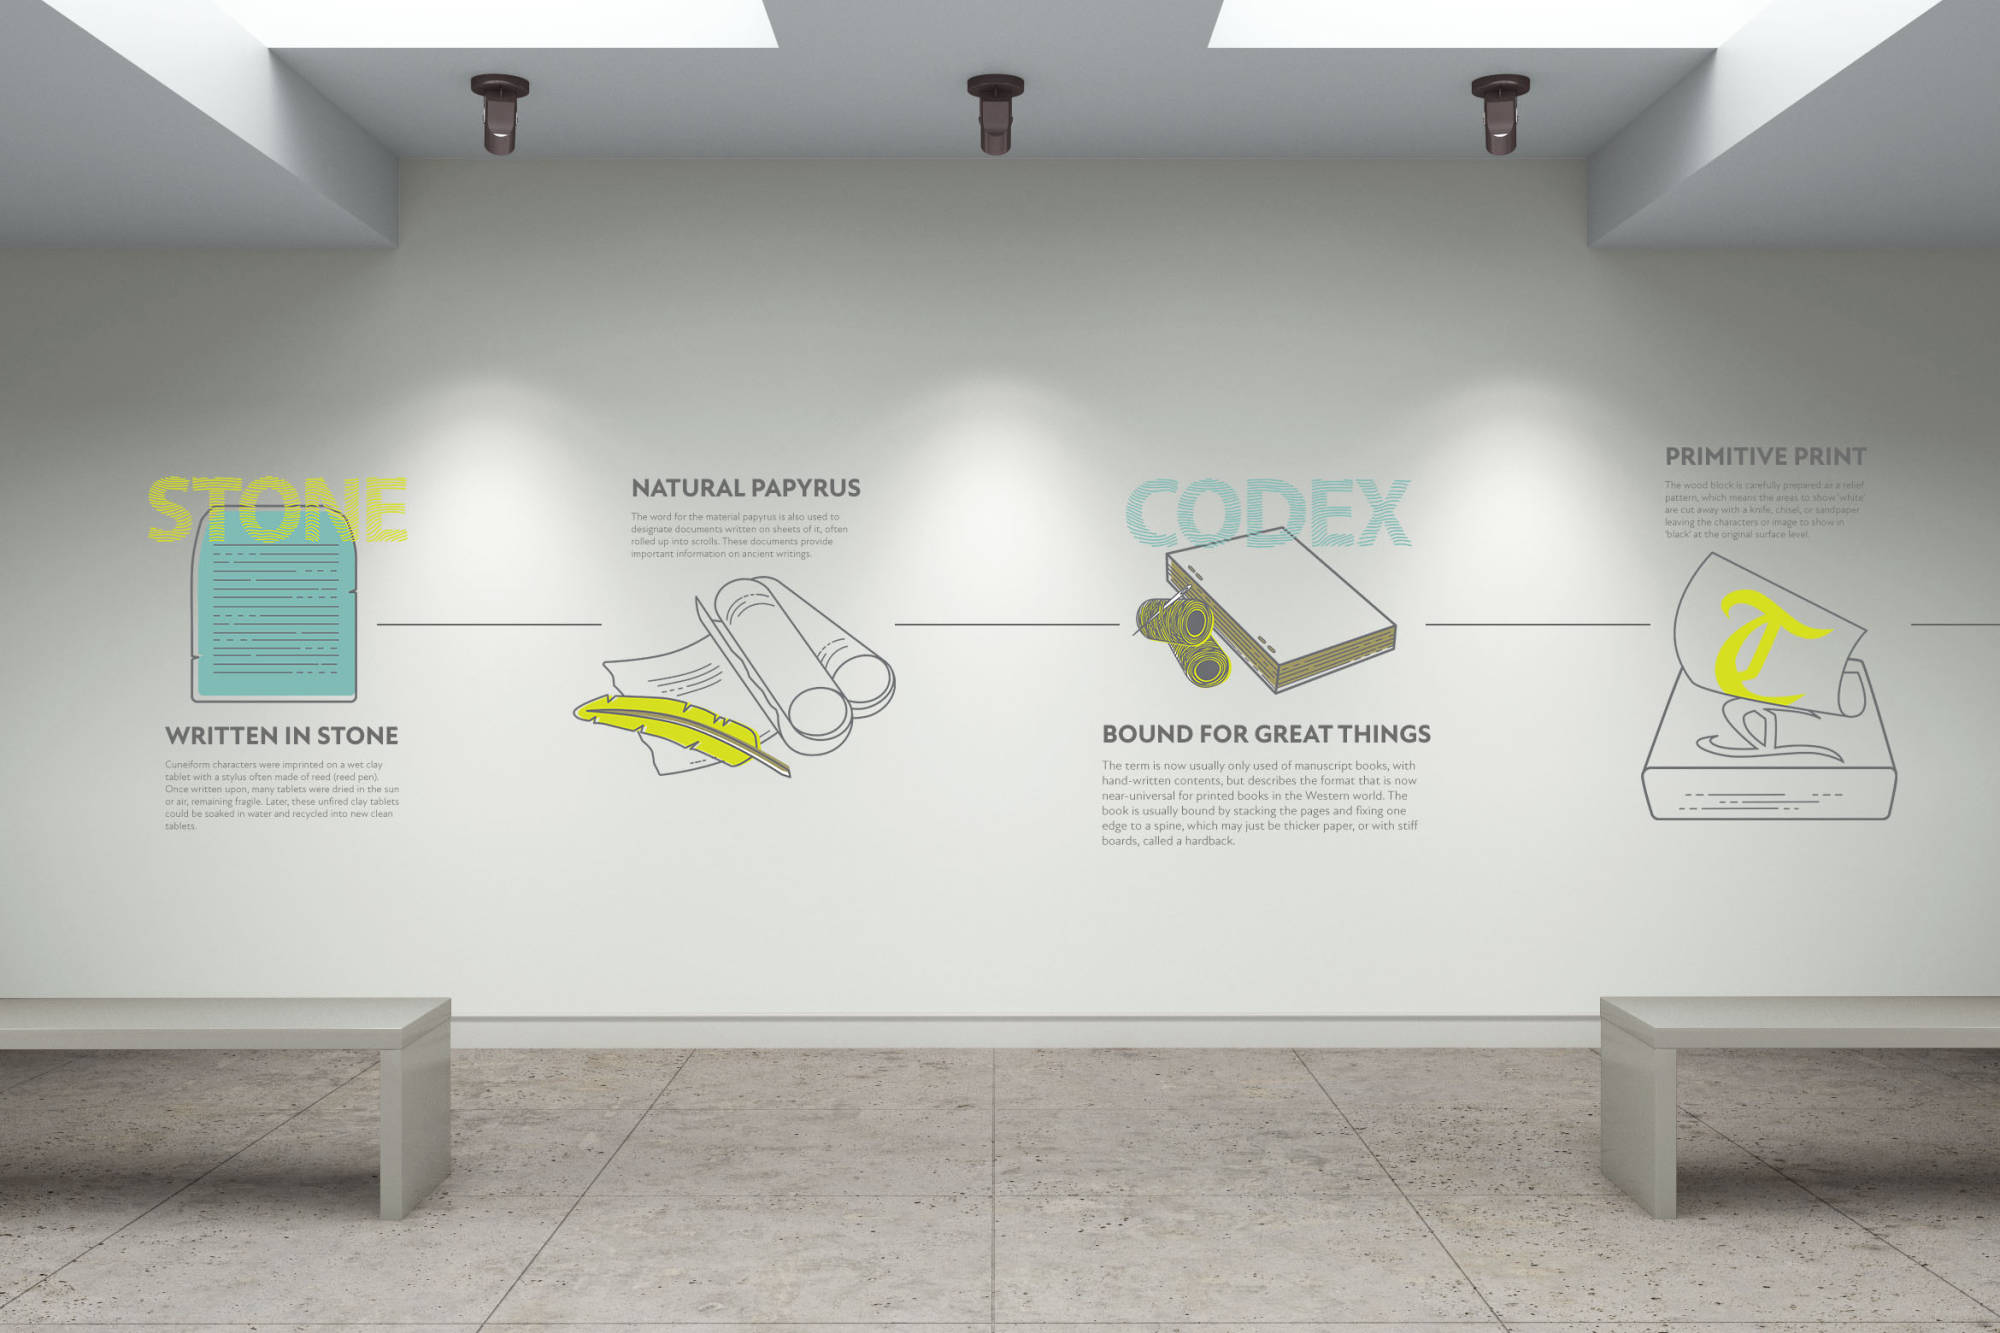 STONE
WRITTEN IN STONE
Cuneiform characters were imprinted on a wet clay
tablet with a stylus often made of reed (reed pen).
Once written upon, many tablets were dried in the sun
or air, remaining fragile. Later, these unfired clay tablets
could be soaked in water and recycled into new clean
tablets.
NATURAL PAPYRUS
The word for the material papyrus is also used to
designate documents written on sheets of it, often
rolled up into scrolls. These documents provide
important information on ancient writings.
CODEX
BOUND FOR GREAT THINGS
The term is now usually only used of manuscript books, with
hand-written contents, but describes the format that is now
near-universal for printed books in the Western world. The
book is usually bound by stacking the pages and fixing one
edge to a spine, which may just be thicker paper, or with stiff
boards, called a hardback.
PRIMITIVE PRINT
The wood block is carefully prepared as a relief
pattern, which means the areas to show 'white'
are cut away with a knife, chisel, or sandpaper
leaving the characters or image to show in
'black' at the original surface level.
T